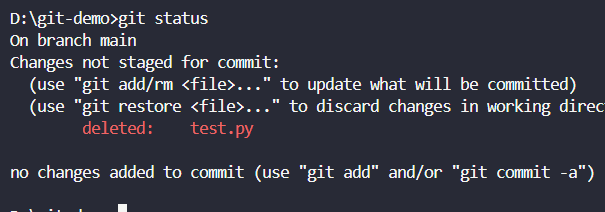 D:\git-demo>git status
On branch main
Changes not staged for commit:
  (use "git add/rm <file>..." to update what will be committed)
  (use "git restore <file>..." to discard changes in working direc
        deleted:    test.py
no changes added to commit (use "git add" and/or "git commit -a")